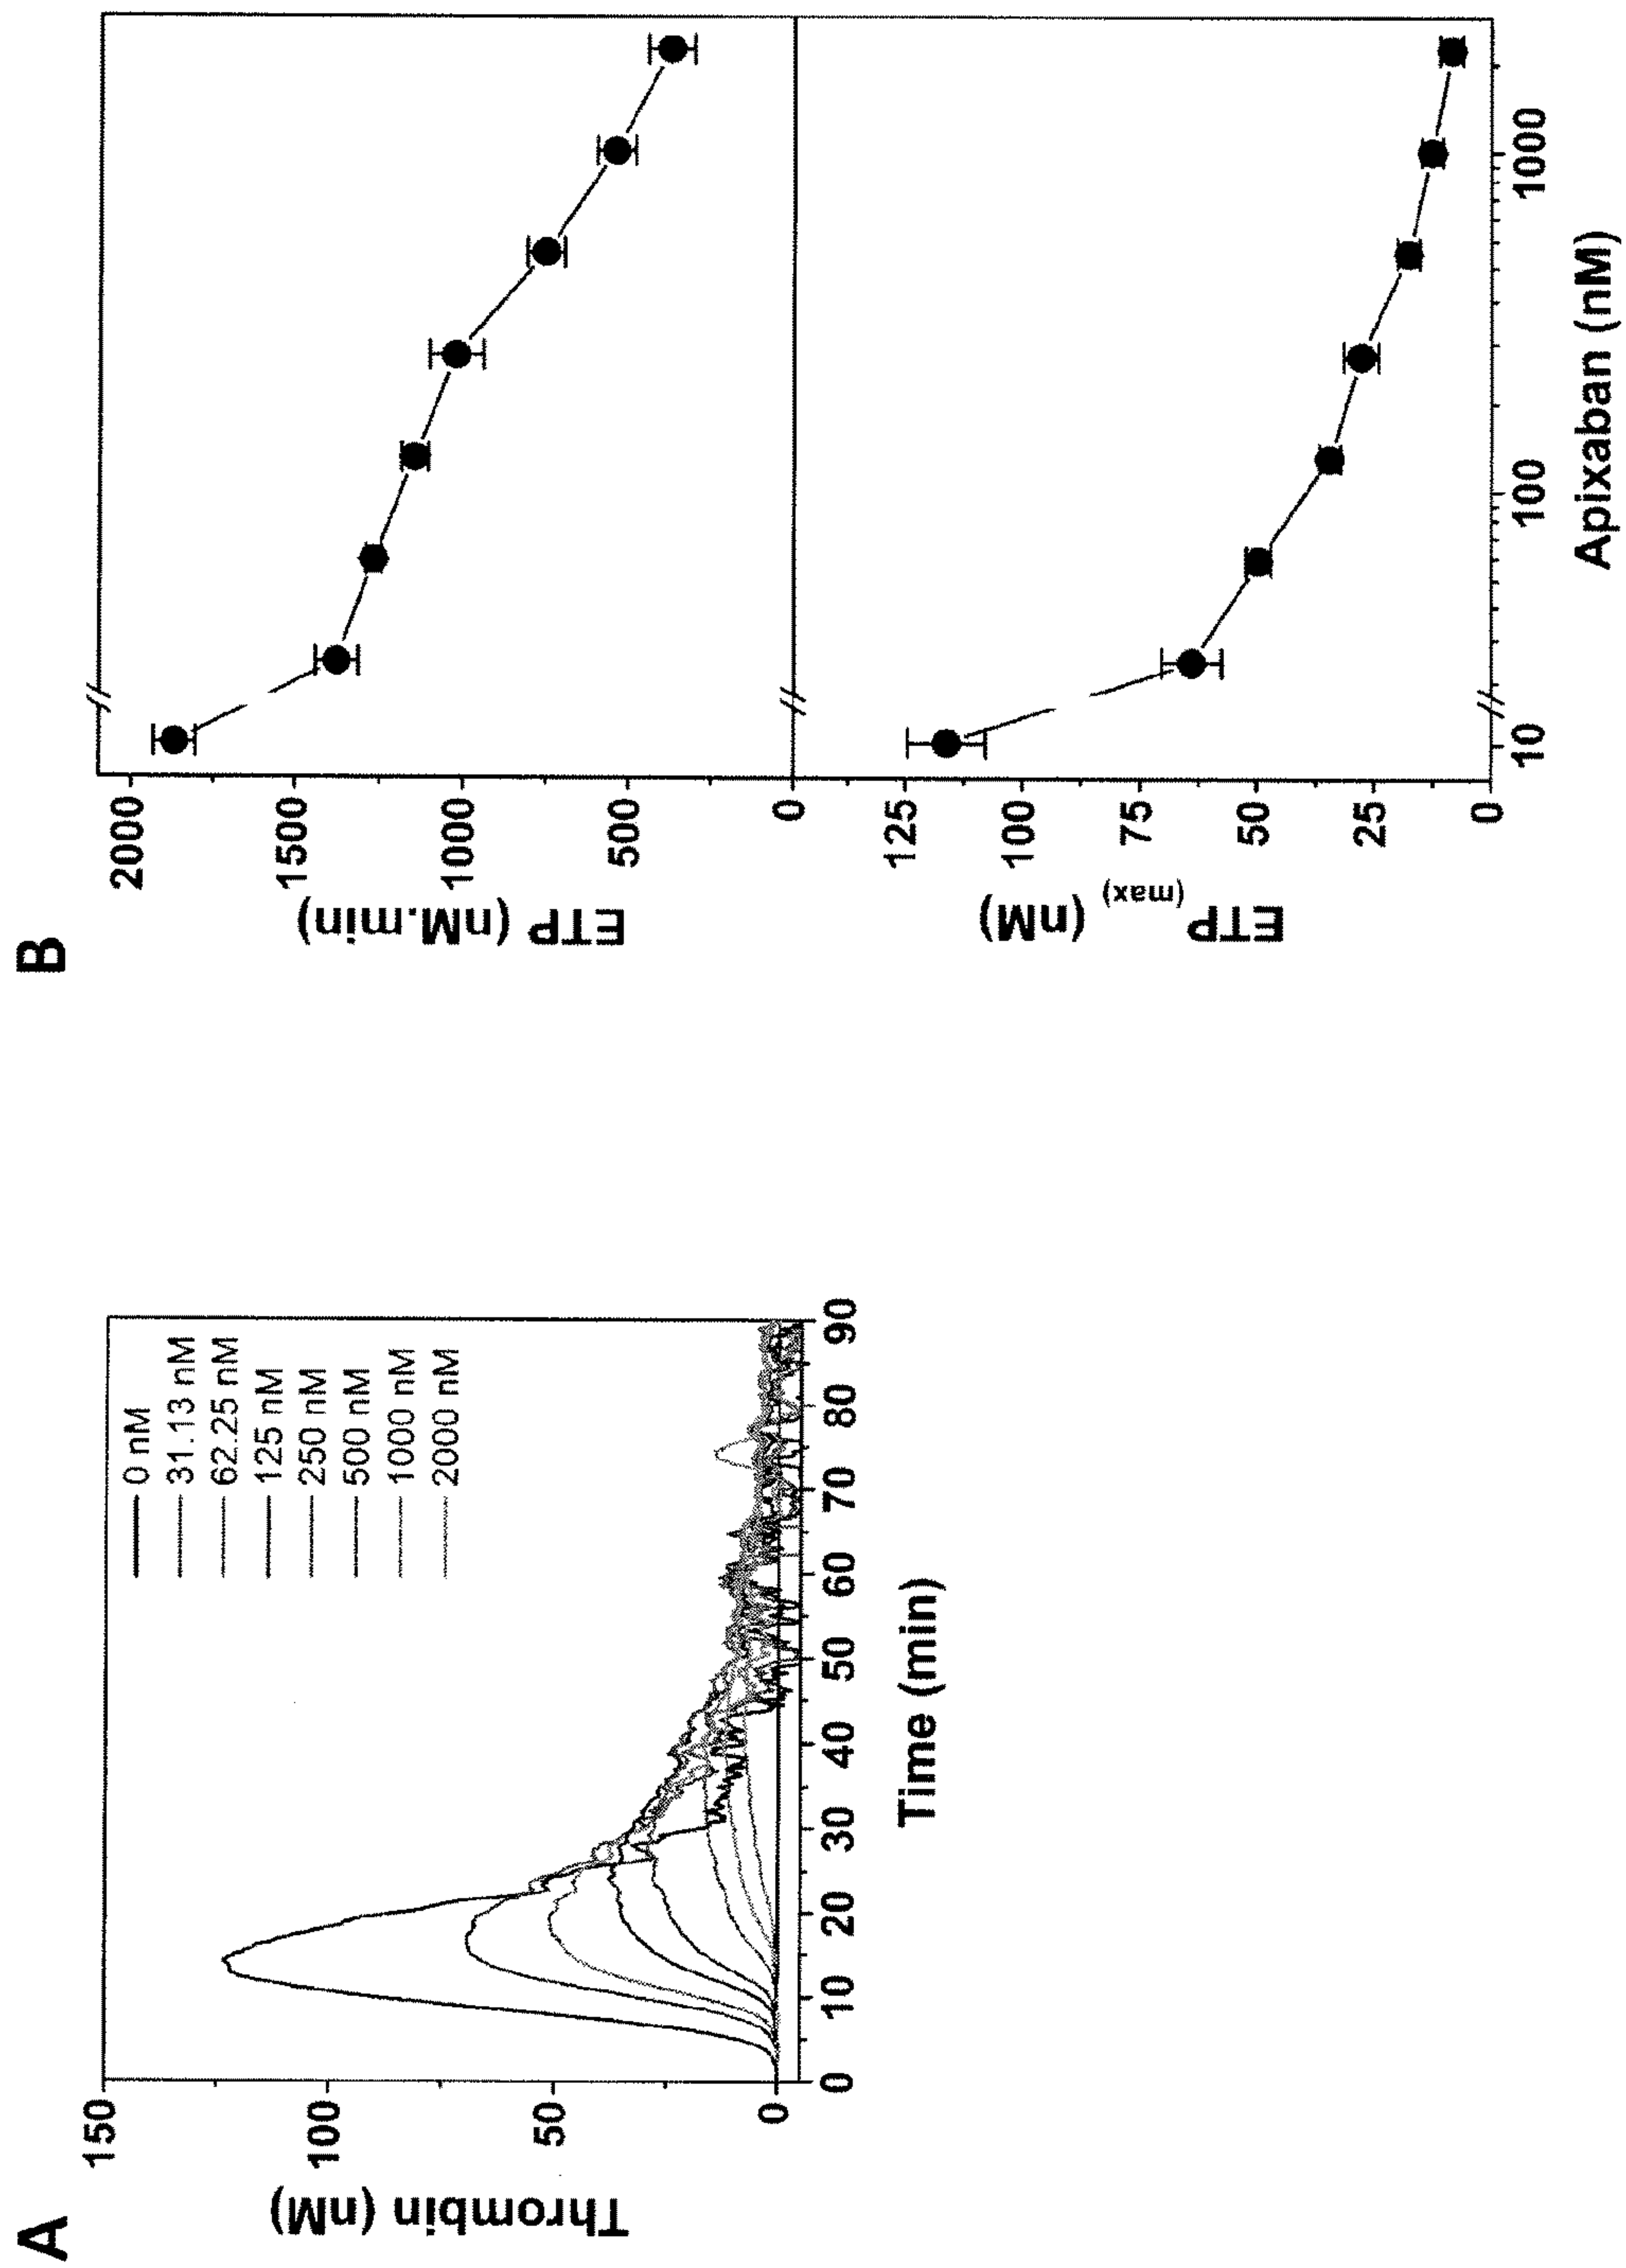 A
Thrombin (nM)
150
100
50
0
0 nM
31.13 nM
62.25 nM
125 nM
250 nM
500 nM
1000 nM
2000 nM
0 10 20 30 40 50 60 70 80 90
Time (min)
B
ETP (nM.min)
2000
1500
1000
500
0
ETP(max) (nM)
125
100
75
50
25
0
10 100 1000
Apixaban (nM)